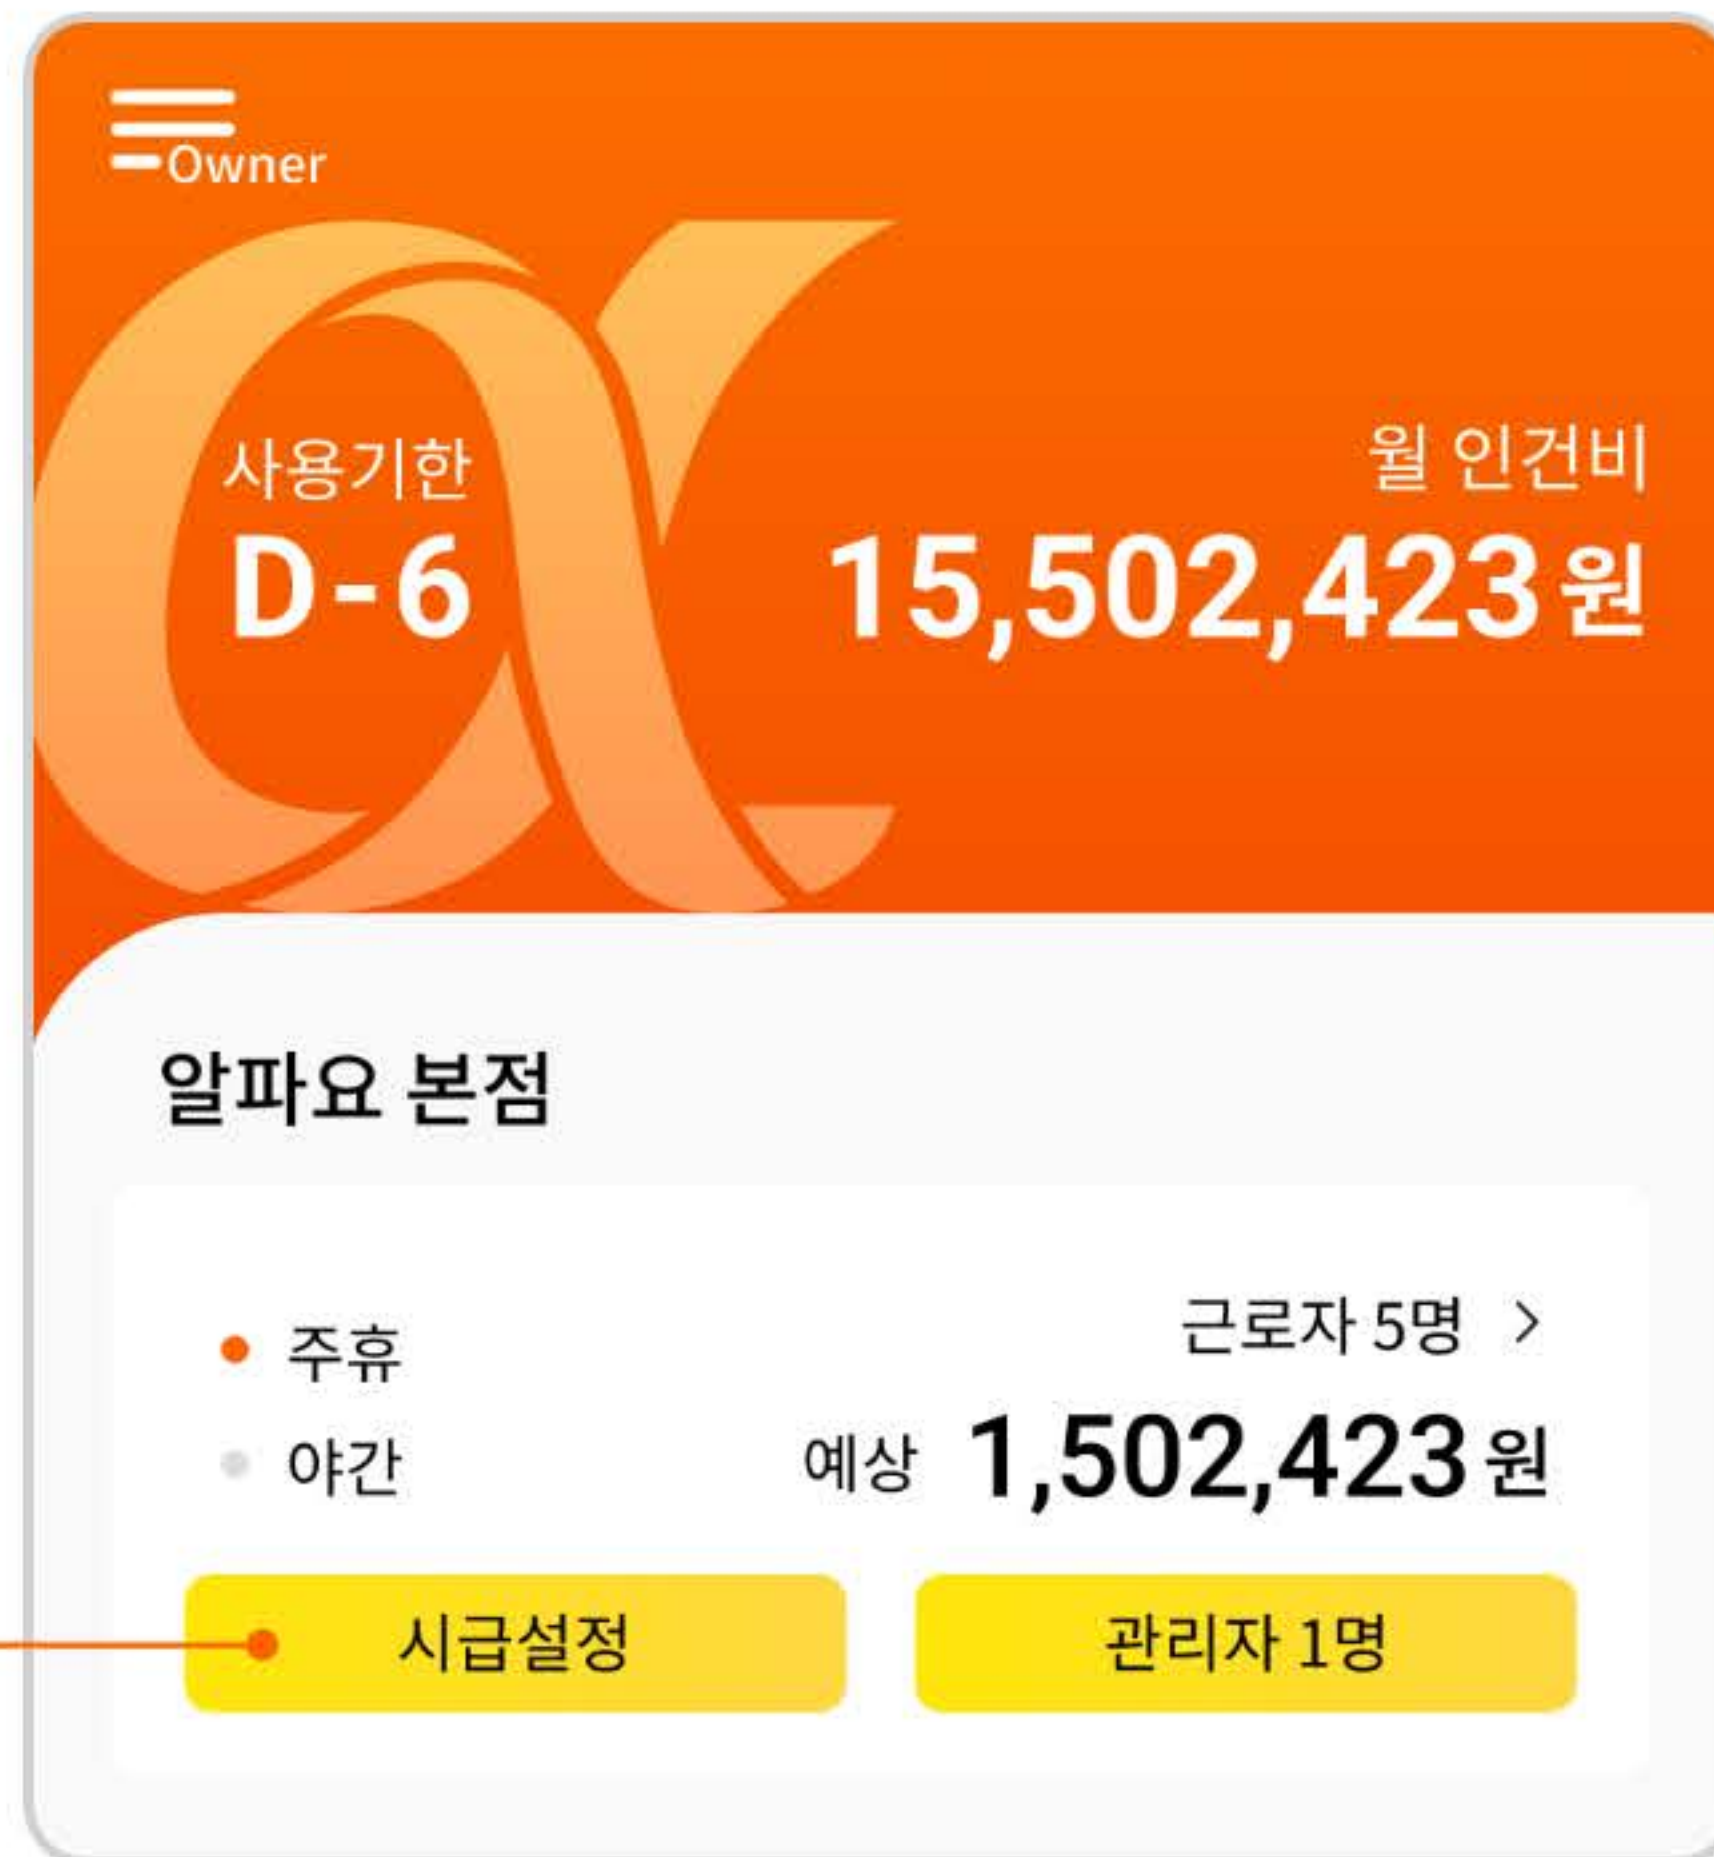 Owner
사용기한
D-6
월 인건비
15,502,423원
알파요 본점
주휴
야간
근로자 5명 >
예상 1,502,423원
시급설정
관리자 1명